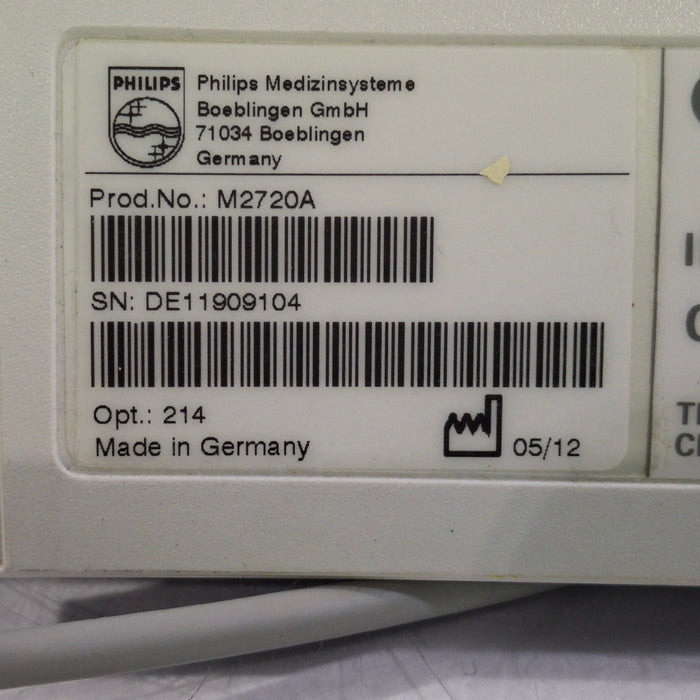 PHILIPS
Philips Medizinsysteme
Boeblingen GmbH
71034 Boeblingen
Germany
Prod.No.: M2720A
SN: DE11909104
Opt.: 214
Made in Germany
05/12